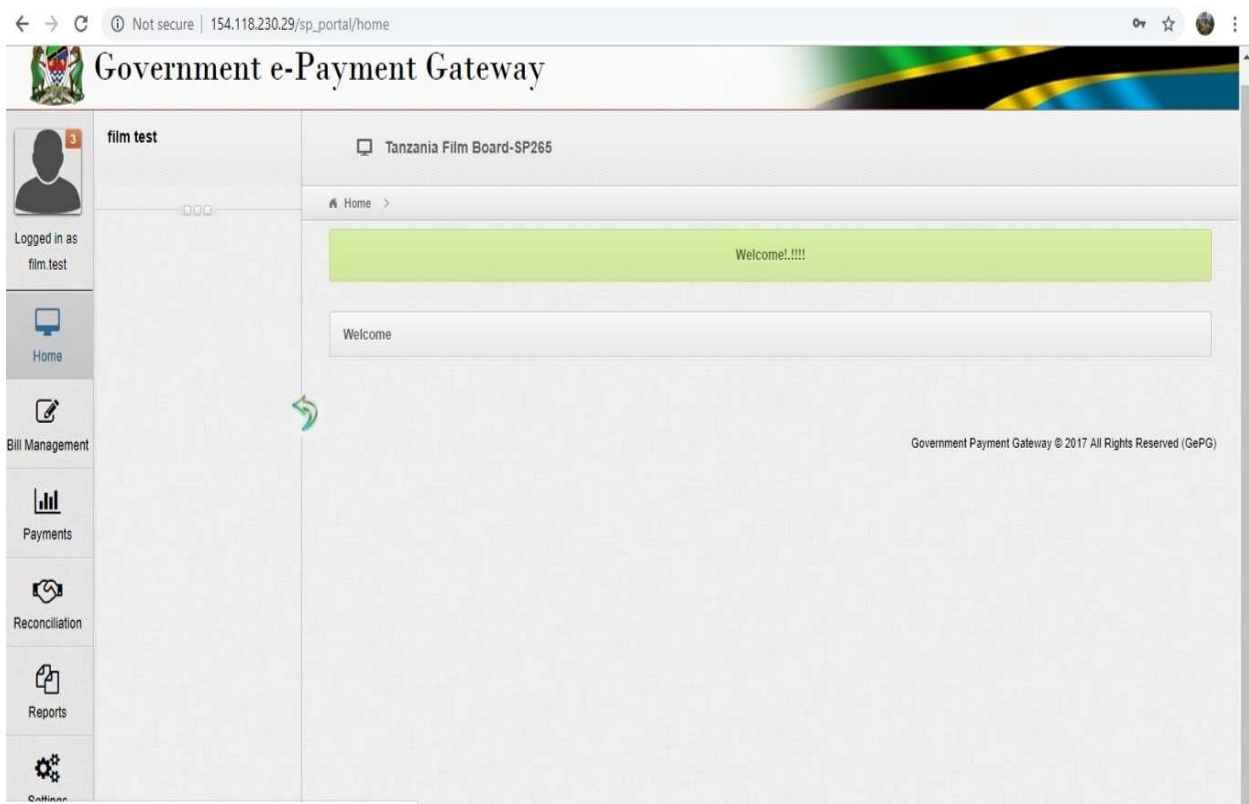 Not secure | 154.118.230.29/sp_portal/home
Government e-Payment Gateway
3
film test
Tanzania Film Board-SP265
Home >
Logged in as
film.test
Welcome!.!!!!
Home
Welcome
Bill Management
Government Payment Gateway © 2017 All Rights Reserved (GePG)
Payments
Reconciliation
Reports
Settings